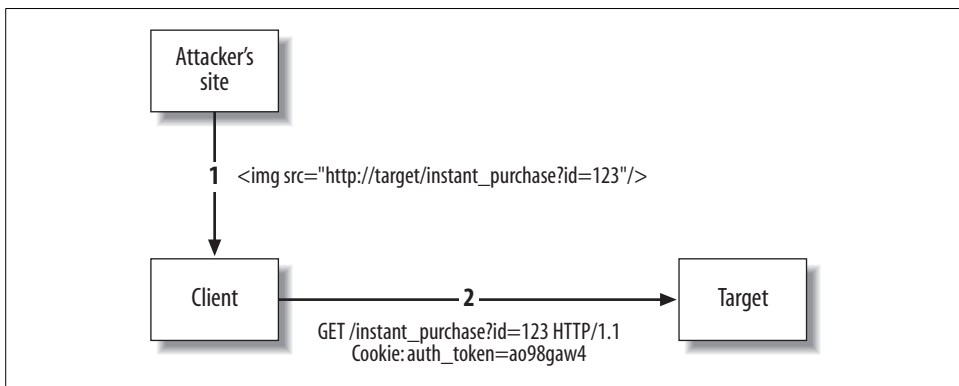 Attacker's
site
1 <img src="http://target/instant_purchase?id=123"/>
Client
2
Target
GET /instant_purchase?id=123 HTTP/1.1
Cookie: auth_token=ao98gaw4